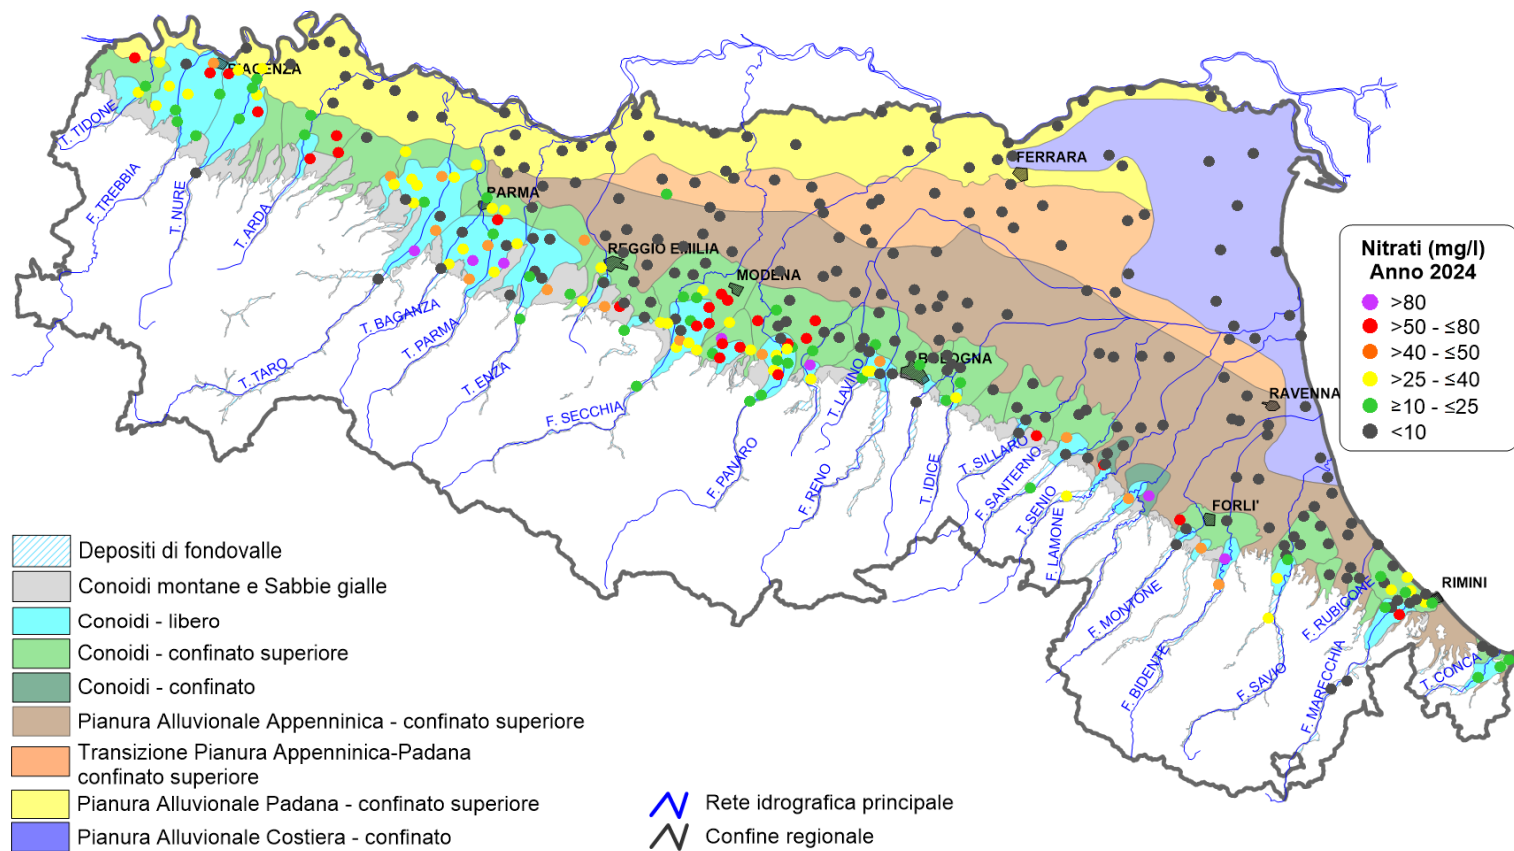 PIACENZA
T. TIDONE
F. TREBBIA
T. NURE
T. ARDA
PARMA
REGGIO EMILIA
MODENA
FERRARA
BOLOGNA
RAVENNA
FORLI'
RIMINI
T. TARO
T. BAGANZA
T. PARMA
T. ENZA
F. SECCHIA
F. PANARO
F. RENO
T. LAVINO
T. IDICE
T. SILLARO
F. SANTERNO
T. SENIO
F. LAMONE
F. MONTONE
F. BIDENTE
F. SAVIO
F. RUBICONE
F. MARECCHIA
T. CONCA
Nitrati (mg/l)
Anno 2024
>80
>50 - ≤80
>40 - ≤50
>25 - ≤40
≥10 - ≤25
<10
Depositi di fondovalle
Conoidi montane e Sabbie gialle
Conoidi - libero
Conoidi - confinato superiore
Conoidi - confinato
Pianura Alluvionale Appenninica - confinato superiore
Transizione Pianura Appenninica-Padana
confinato superiore
Pianura Alluvionale Padana - confinato superiore
Pianura Alluvionale Costiera - confinato
Rete idrografica principale
Confine regionale